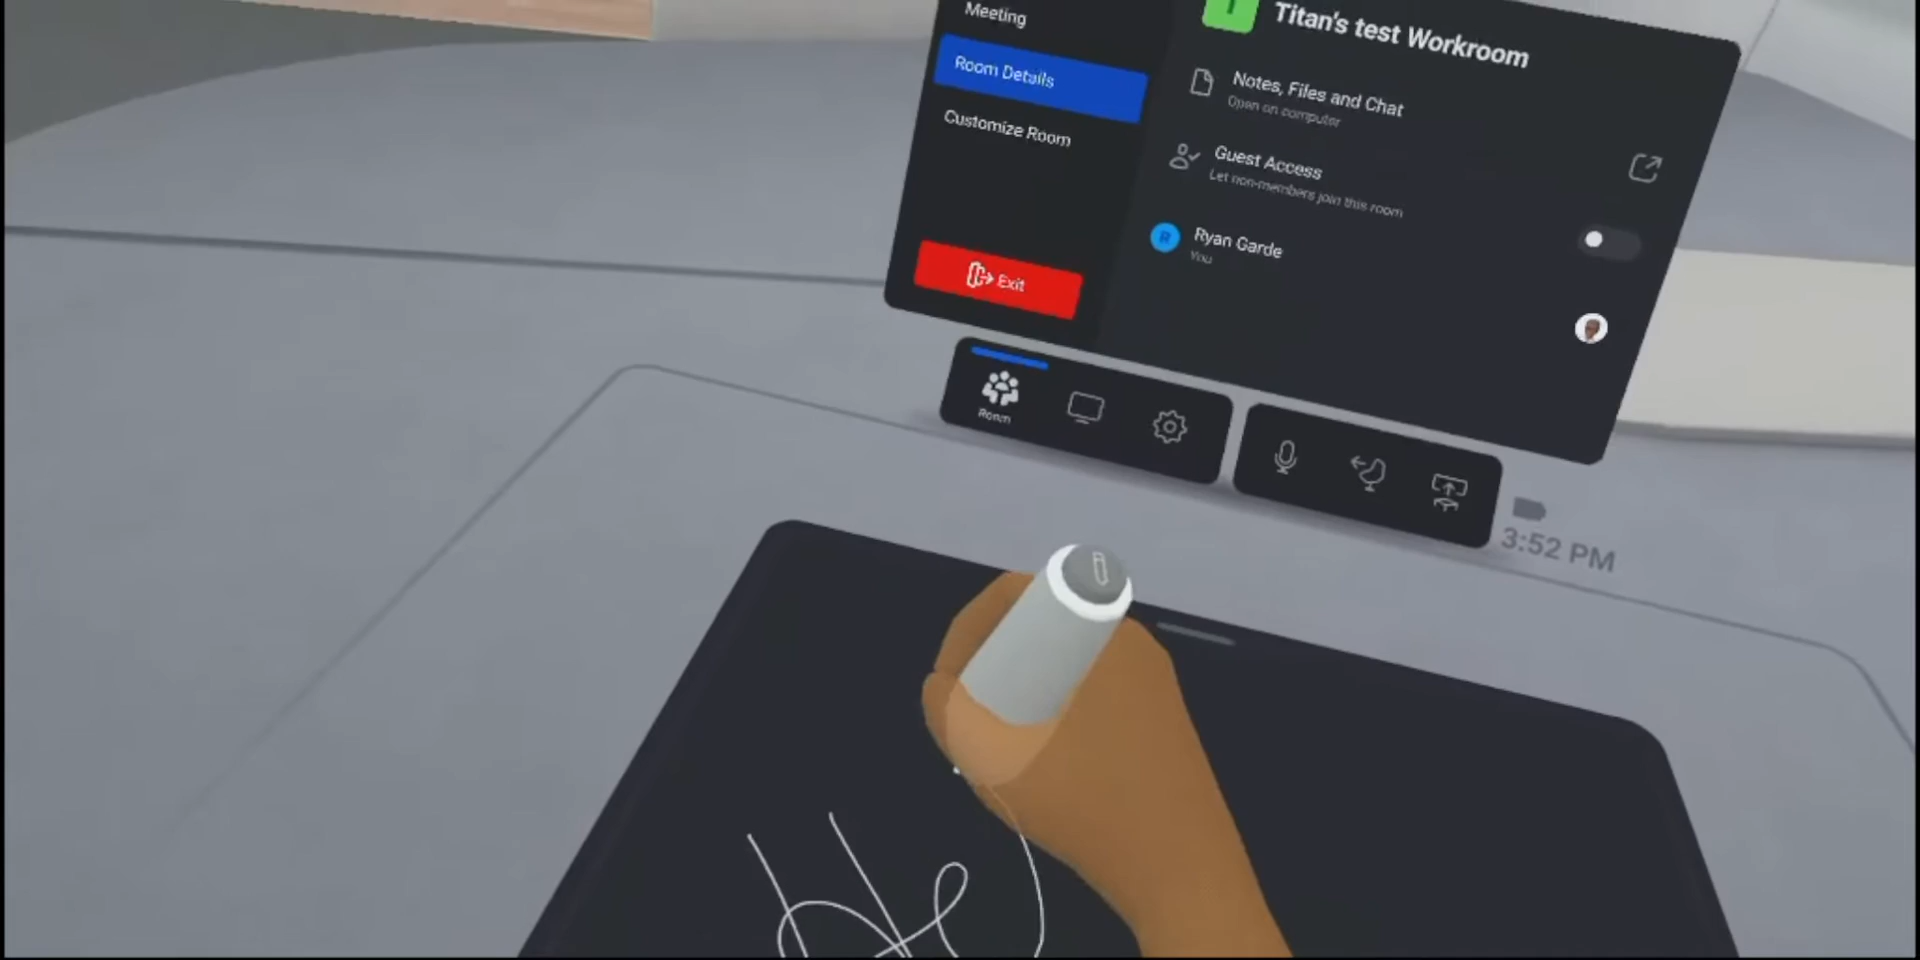 Meeting
Room Details
Customize Room
Exit
T
Titan's test Workroom
Notes, Files and Chat
Open on computer
Guest Access
Let non-members join this room
R
Ryan Garde
You
Room
3:52 PM
He